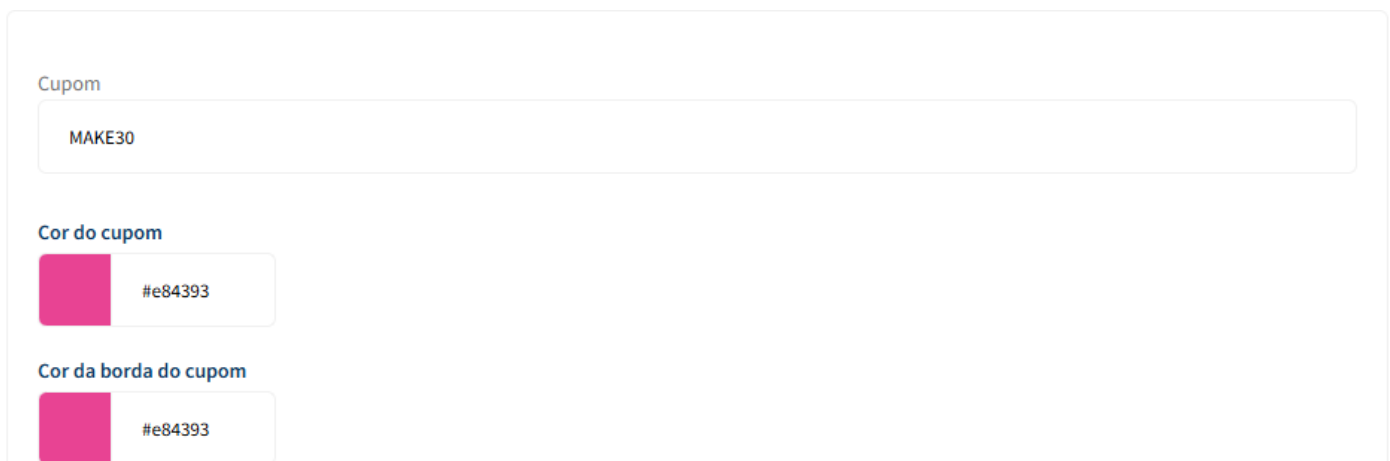 Cupom
MAKE30
Cor do cupom
#e84393
Cor da borda do cupom
#e84393